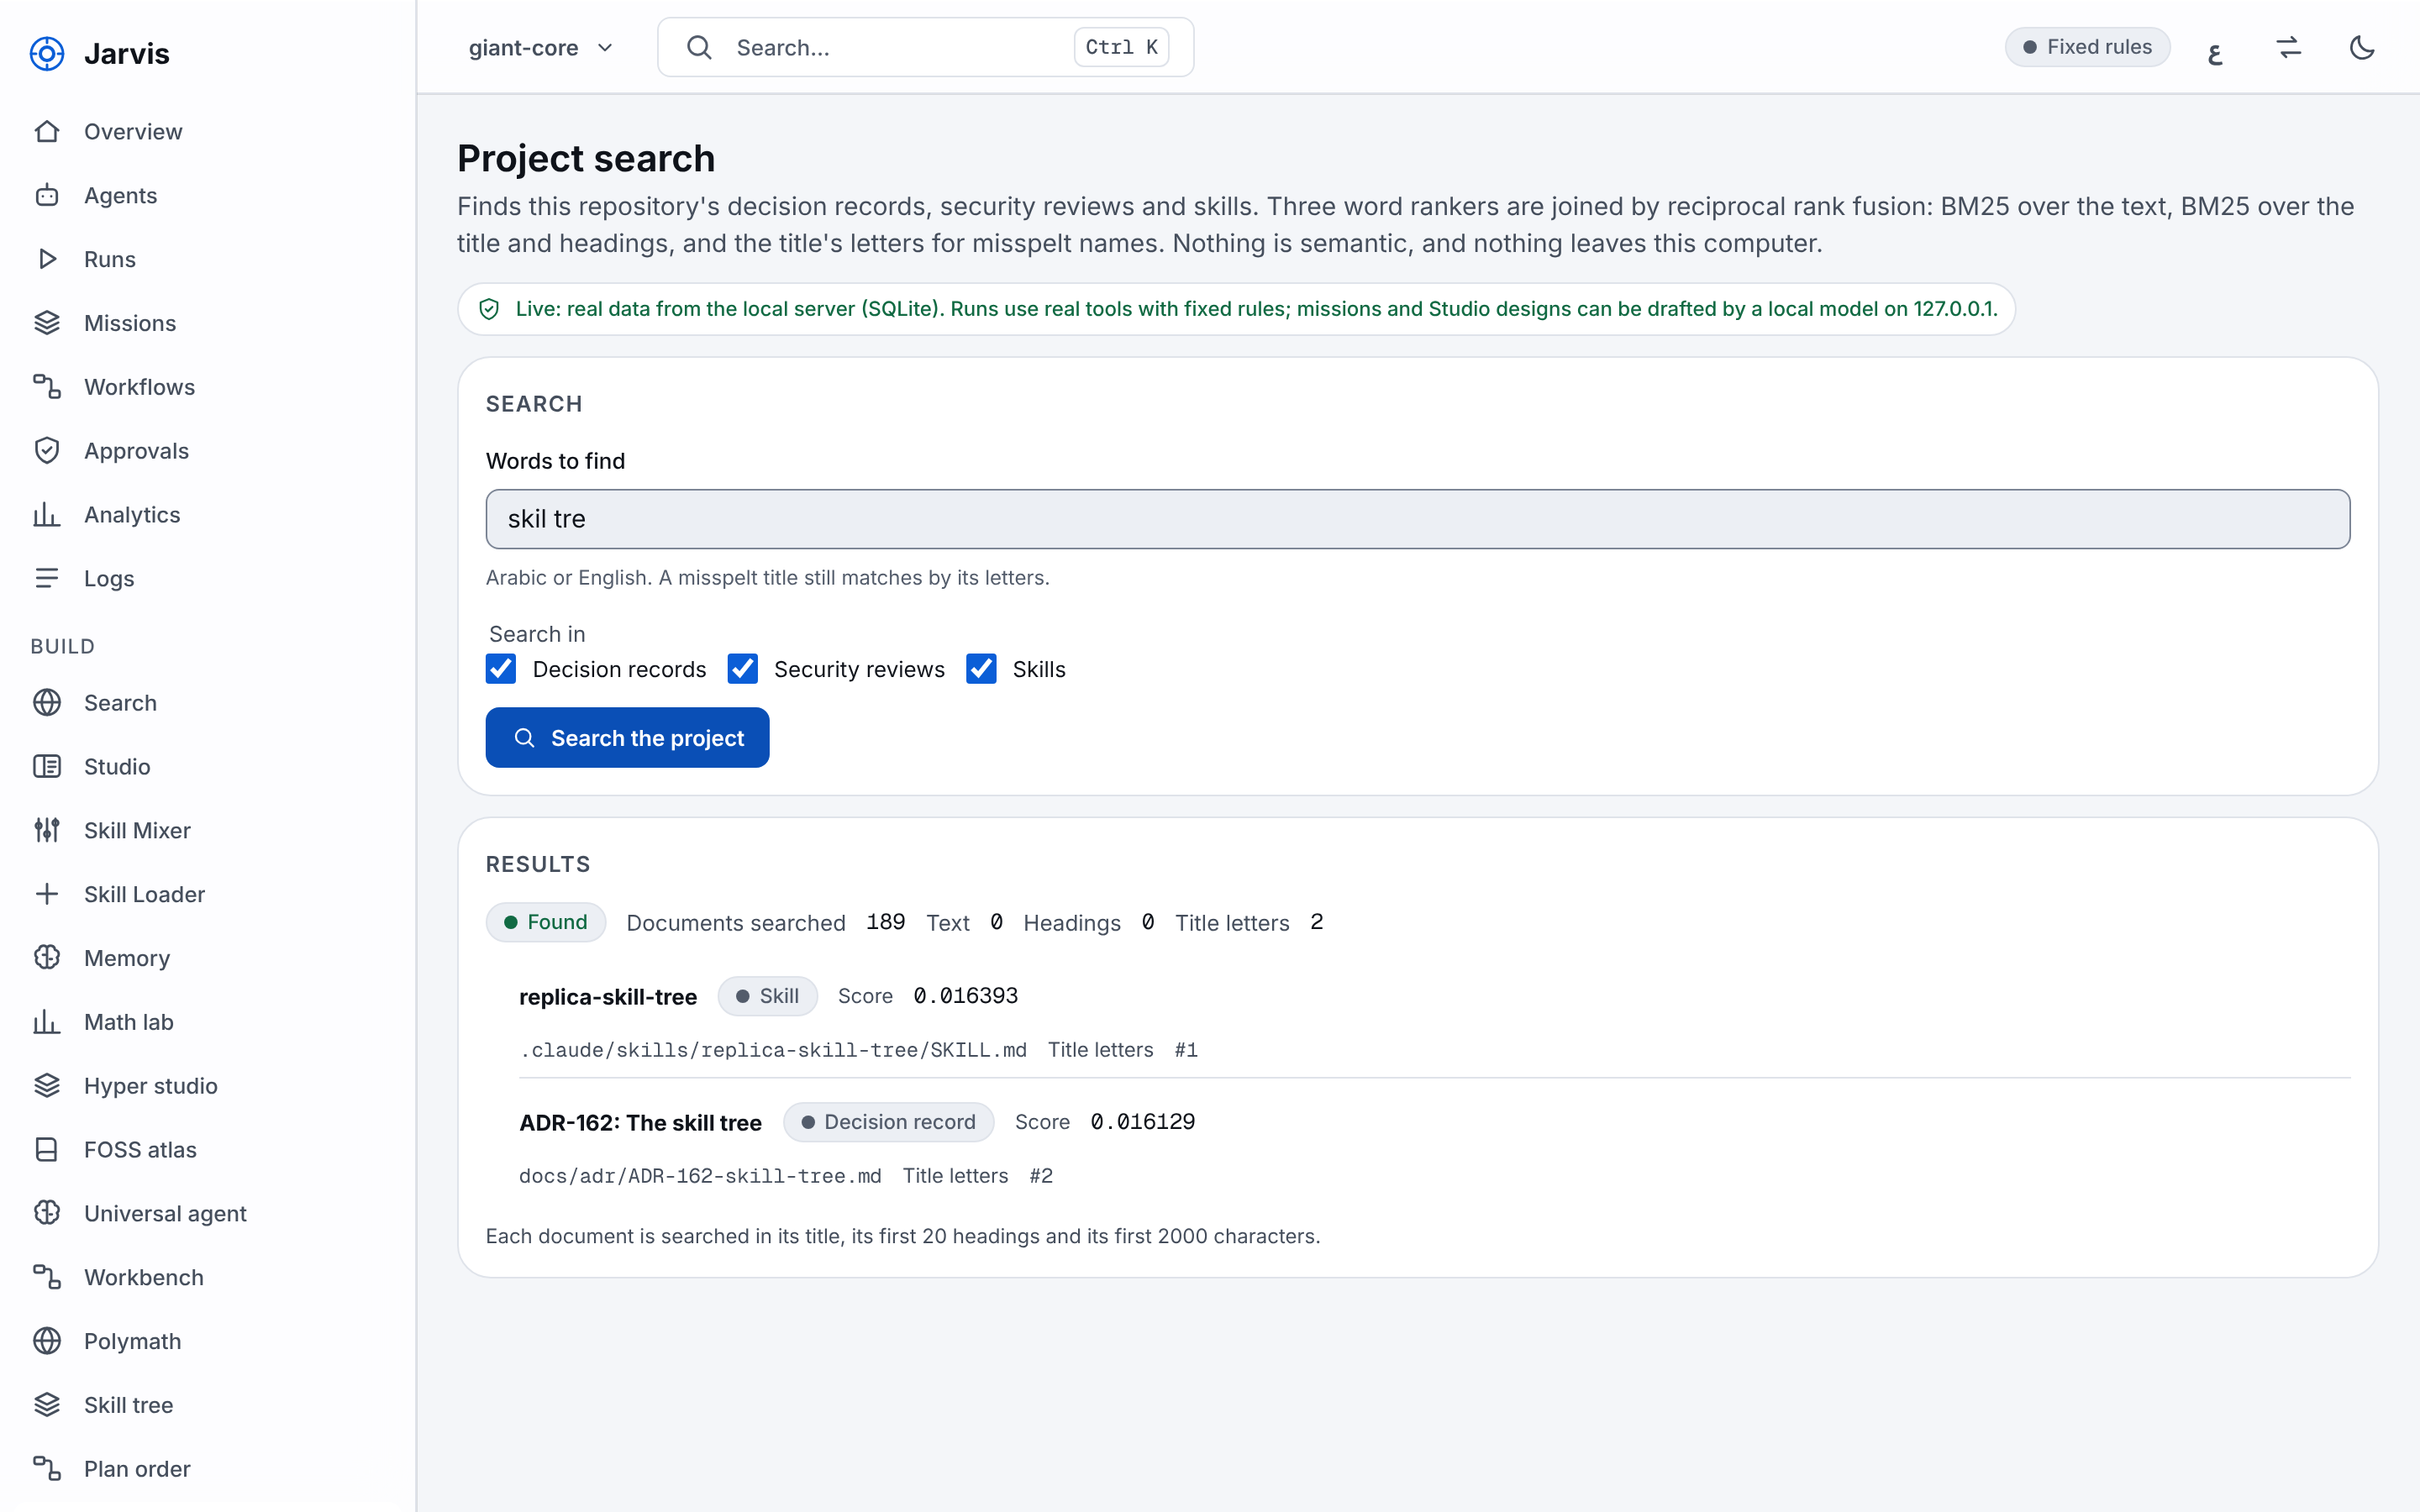 Jarvis
Overview
Agents
Runs
Missions
Workflows
Approvals
Analytics
Logs
BUILD
Search
Studio
Skill Mixer
Skill Loader
Memory
Math lab
Hyper studio
FOSS atlas
Universal agent
Workbench
Polymath
Skill tree
Plan order
giant-core
Search... Ctrl K
Fixed rules
ع
Project search
Finds this repository's decision records, security reviews and skills. Three word rankers are joined by reciprocal rank fusion: BM25 over the text, BM25 over the
title and headings, and the title's letters for misspelt names. Nothing is semantic, and nothing leaves this computer.
Live: real data from the local server (SQLite). Runs use real tools with fixed rules; missions and Studio designs can be drafted by a local model on 127.0.0.1.
SEARCH
Words to find
skil tre
Arabic or English. A misspelt title still matches by its letters.
Search in
Decision records Security reviews Skills
Search the project
RESULTS
Found Documents searched 189 Text 0 Headings 0 Title letters 2
replica-skill-tree Skill Score 0.016393
.claude/skills/replica-skill-tree/SKILL.md Title letters #1
ADR-162: The skill tree Decision record Score 0.016129
docs/adr/ADR-162-skill-tree.md Title letters #2
Each document is searched in its title, its first 20 headings and its first 2000 characters.